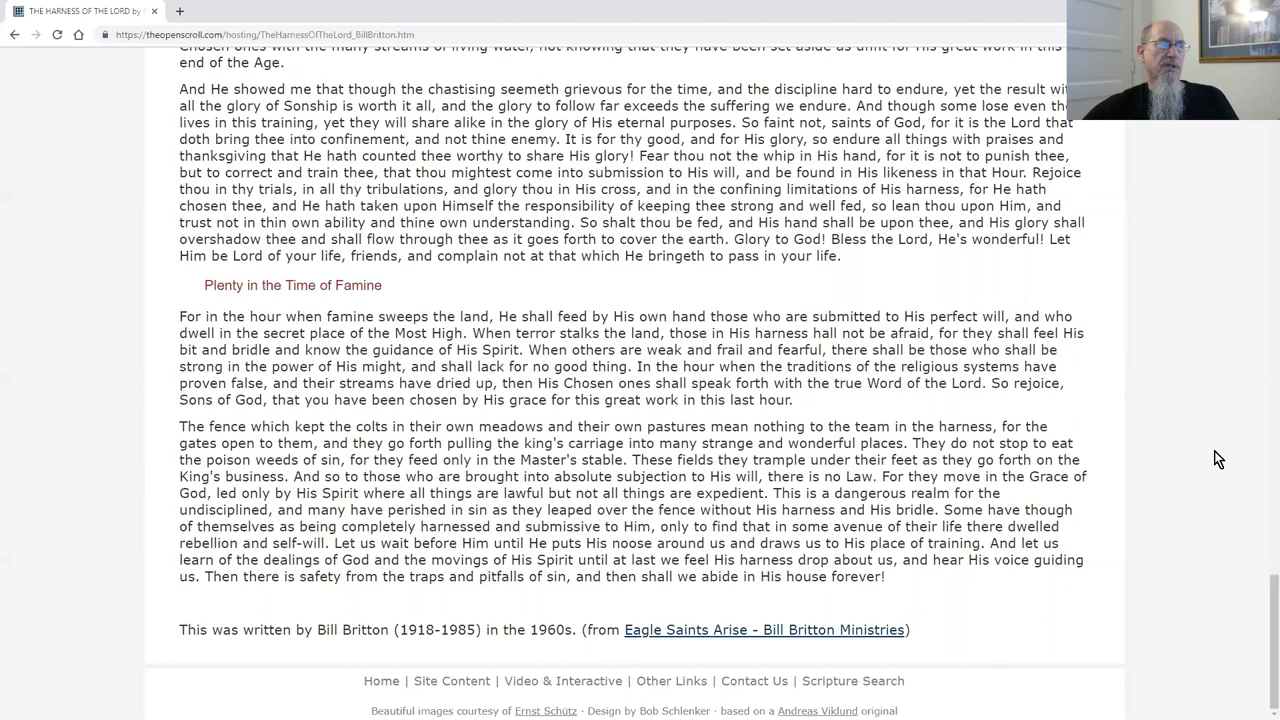 THE HARNESS OF THE LORD by
https://theopenscroll.com/hosting/TheHarnessOfTheLord_BillBritton.htm
Chosen ones with the many streams of living water, not knowing that they have been set aside as unfit for His great work in this
end of the Age.
And He showed me that though the chastising seemeth grievous for the time, and the discipline hard to endure, yet the result with
all the glory of Sonship is worth it all, and the glory to follow far exceeds the suffering we endure. And though some lose even
lives in this training, yet they will share alike in the glory of His eternal purposes. So faint not, saints of God, for it is the Lord that
doth bring thee into confinement, and not thine enemy. It is for thy good, and for His glory, so endure all things with praises and
thanksgiving that He hath counted thee worthy to share His glory! Fear thou not the whip in His hand, for it is not to punish thee,
but to correct and train thee, that thou mightest come into submission to His will, and be found in His likeness in that Hour. Rejoice
thou in thy trials, in all thy tribulations, and glory thou in His cross, and in the confining limitations of His harness, for He hath
chosen thee, and He hath taken upon Himself the responsibility of keeping thee strong and well fed, so lean thou upon Him, and
trust not in thin own ability and thine own understanding. So shalt thou be fed, and His hand shall be upon thee, and His glory shall
overshadow thee and shall flow through thee as it goes forth to cover the earth. Glory to God! Bless the Lord, He's wonderful! Let
Him be Lord of your life, friends, and complain not at that which He bringeth to pass in your life.
Plenty in the Time of Famine
For in the hour when famine sweeps the land, He shall feed by His own hand those who are submitted to His perfect will, and who
dwell in the secret place of the Most High. When terror stalks the land, those in His harness hall not be afraid, for they shall feel His
bit and bridle and know the guidance of His Spirit. When others are weak and frail and fearful, there shall be those who shall be
strong in the power of His might, and shall lack for no good thing. In the hour when the traditions of the religious systems have
proven false, and their streams have dried up, then His Chosen ones shall speak forth with the true Word of the Lord. So rejoice,
Sons of God, that you have been chosen by His grace for this great work in this last hour.
The fence which kept the colts in their own meadows and their own pastures mean nothing to the team in the harness, for the
gates open to them, and they go forth pulling the king's carriage into many strange and wonderful places. They do not stop to eat
the poison weeds of sin, for they feed only in the Master's stable. These fields they trample under their feet as they go forth on the
King's business. And so to those who are brought into absolute subjection to His will, there is no Law. For they move in the Grace of
God, led only by His Spirit where all things are lawful but not all things are expedient. This is a dangerous realm for the
undisciplined, and many have perished in sin as they leaped over the fence without His harness and His bridle. Some have though
of themselves as being completely harnessed and submissive to Him, only to find that in some avenue of their life there dwelled
rebellion and self-will. Let us wait before Him until He puts His noose around us and draws us to His place of training. And let us
learn of the dealings of God and the movings of His Spirit until at last we feel His harness drop about us, and hear His voice guiding
us. Then there is safety from the traps and pitfalls of sin, and then shall we abide in His house forever!
This was written by Bill Britton (1918-1985) in the 1960s. (from Eagle Saints Arise - Bill Britton Ministries)
Home | Site Content | Video & Interactive | Other Links | Contact Us | Scripture Search
Beautiful images courtesy of Ernst Schütz · Design by Bob Schlenker · based on a Andreas Viklund original